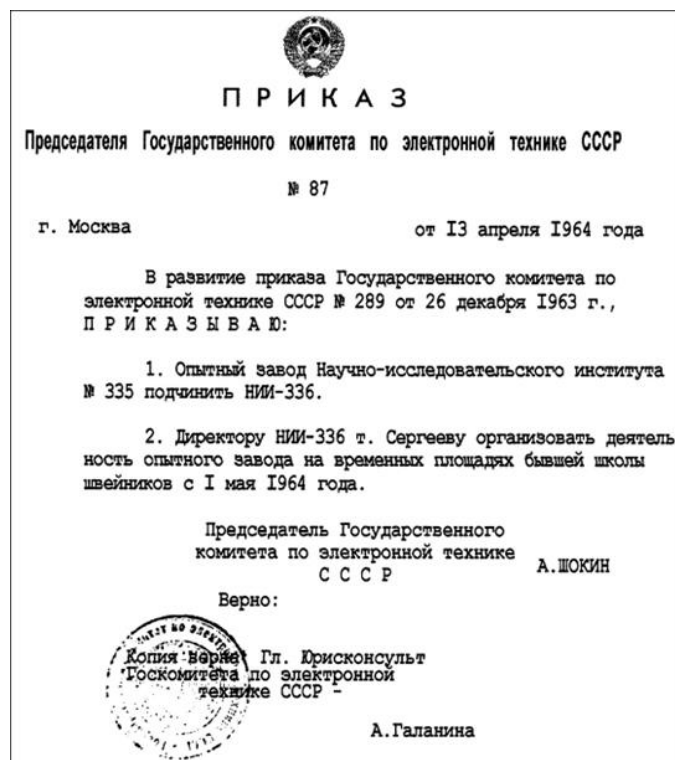 ПРИКАЗ
Председателя Государственного комитета по электронной технике СССР
№ 87
г. Москва от I3 апреля I964 года
В развитие приказа Государственного комитета по
электронной технике СССР № 289 от 26 декабря I963 г.,
П Р И К А З Ы В А Ю:
1. Опытный завод Научно-исследовательского института
№ 335 подчинить НИИ-336.
2. Директору НИИ-336 т. Сергееву организовать деятель
ность опытного завода на временных площадях бывшей школы
швейников с I мая I964 года.
Председатель Государственного
комитета по электронной технике
С С С Р А.ШОКИН
Верно:
Копия верна Гл. Юрисконсульт
Госкомитета по электронной
технике СССР -
А.Галанина